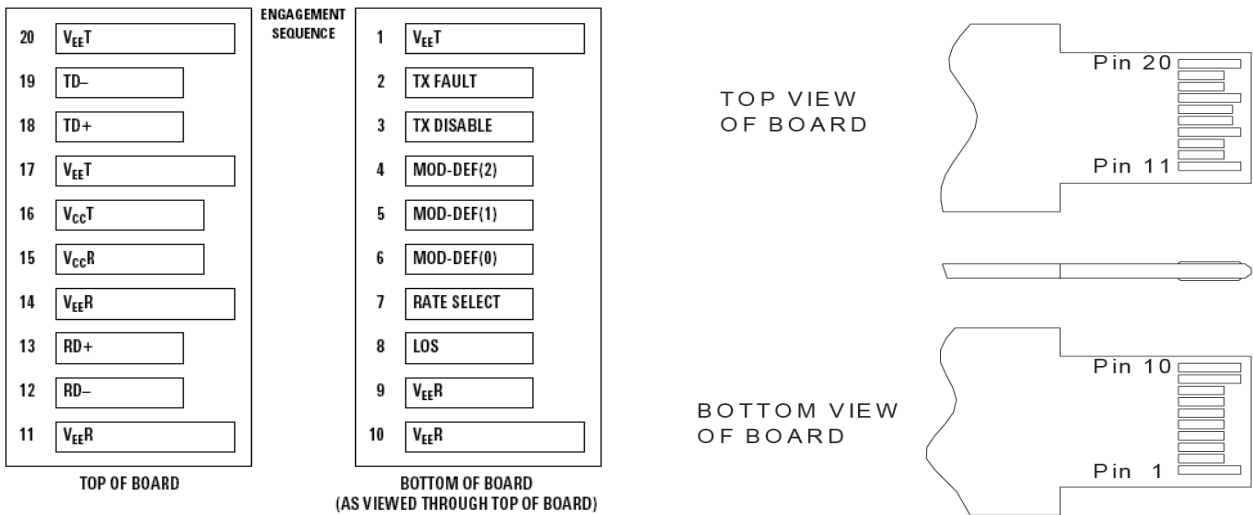 ENGAGEMENT
SEQUENCE
20 VEET
19 TD–
18 TD+
17 VEET
16 VCCT
15 VCCR
14 VEER
13 RD+
12 RD–
11 VEER
TOP OF BOARD
1 VEET
2 TX FAULT
3 TX DISABLE
4 MOD-DEF(2)
5 MOD-DEF(1)
6 MOD-DEF(0)
7 RATE SELECT
8 LOS
9 VEER
10 VEER
BOTTOM OF BOARD
(AS VIEWED THROUGH TOP OF BOARD)
TOP VIEW
OF BOARD
Pin 20
Pin 11
BOTTOM VIEW
OF BOARD
Pin 10
Pin 1